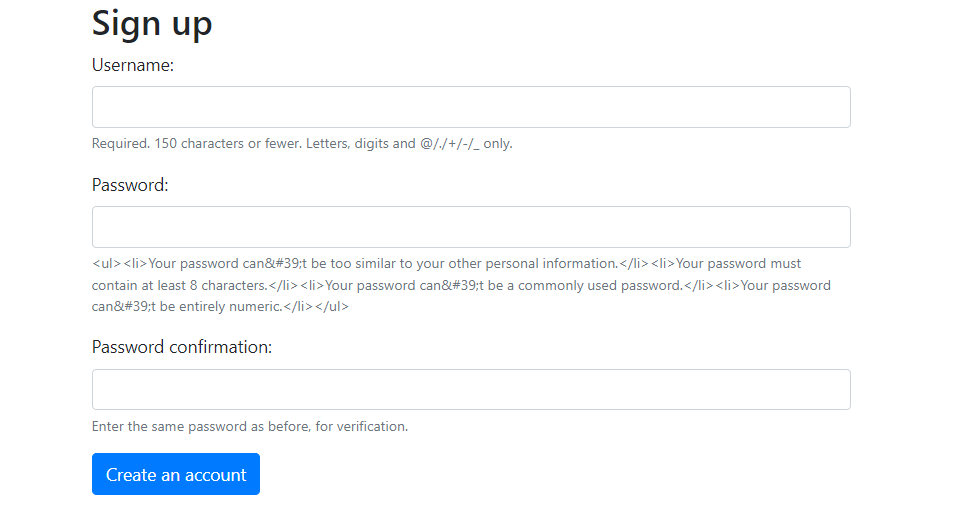 Sign up
Username:
Required. 150 characters or fewer. Letters, digits and @/./+/-/_ only.
Password:
<ul><li>Your password can&#39;t be too similar to your other personal information.</li><li>Your password must
contain at least 8 characters.</li><li>Your password can&#39;t be a commonly used password.</li><li>Your password
can&#39;t be entirely numeric.</li></ul>
Password confirmation:
Enter the same password as before, for verification.
Create an account